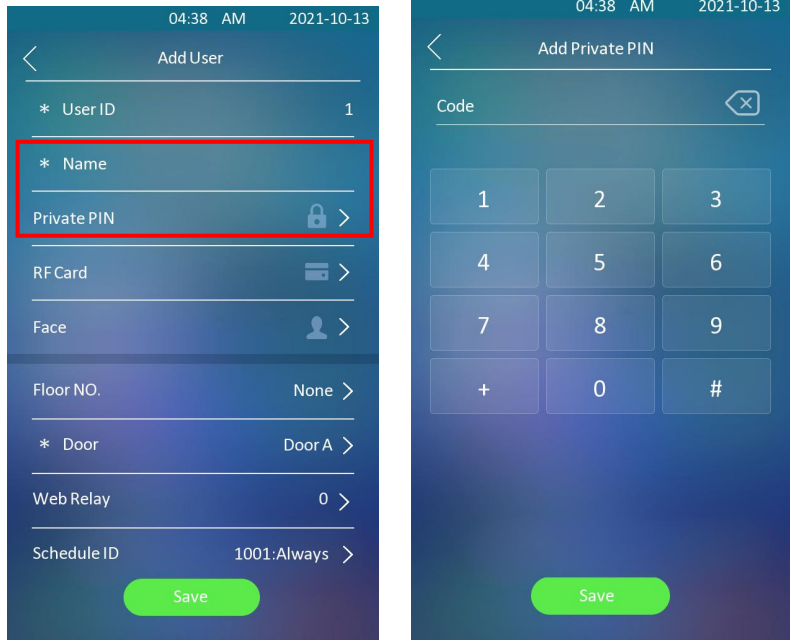 04:38 AM 2021-10-13
Add User
* User ID 1
* Name
Private PIN
RF Card
Face
Floor NO. None
* Door Door A
Web Relay 0
Schedule ID 1001:Always
Save
04:38 AM 2021-10-13
Add Private PIN
Code
1 2 3
4 5 6
7 8 9
+ 0 #
Save